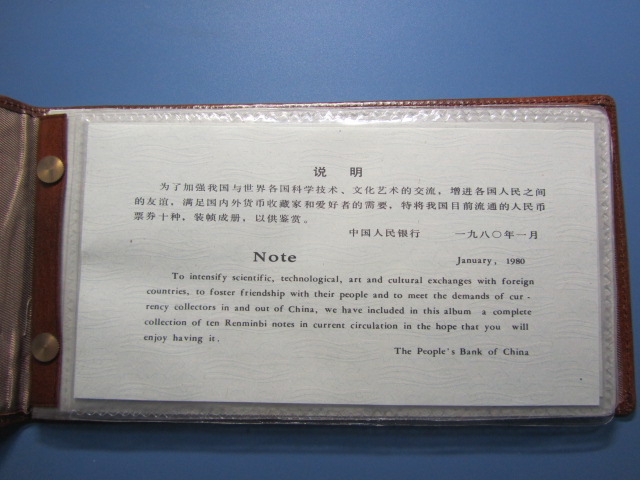 说 明
为了加强我国与世界各国科学技术、文化艺术的交流，增进各国人民之间
的友谊，满足国内外货币收藏家和爱好者的需要，特将我国目前流通的人民币
票券十种，装帧成册，以供鉴赏。
中国人民银行 一九八〇年一月
Note
January, 1980
To intensify scientific, technological, art and cultural exchanges with foreign
countries, to foster friendship with their people and to meet the demands of cur-
rency collectors in and out of China, we have included in this album a complete
collection of ten Renminbi notes in current circulation in the hope that you will
enjoy having it.
The People's Bank of China